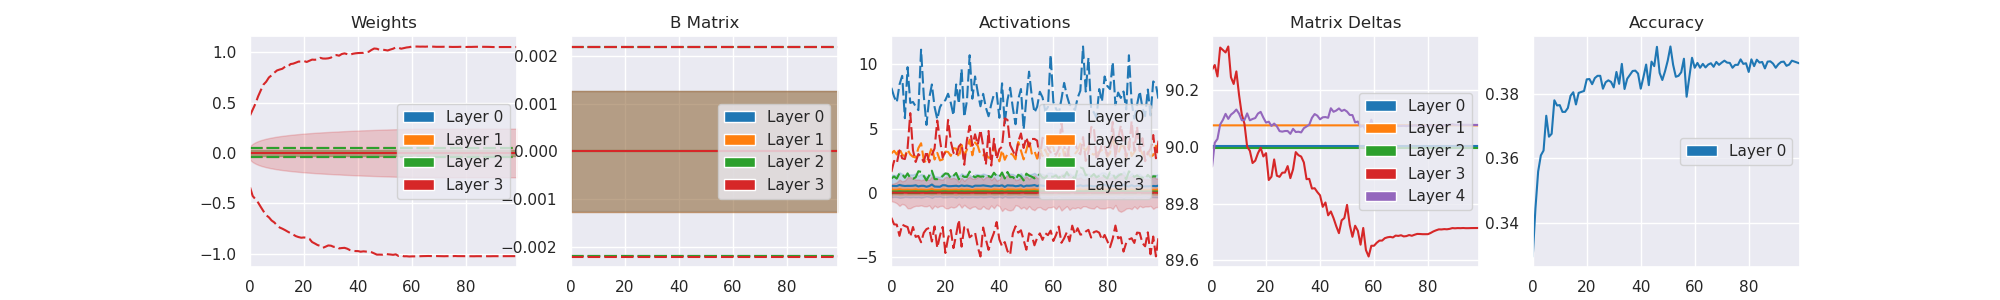 Weights
1.0
0.5
0.0
−0.5
−1.0
0 20 40 60 80
Layer 0
Layer 1
Layer 2
Layer 3
B Matrix
0.002
0.001
0.000
−0.001
−0.002
0 20 40 60 80
Layer 0
Layer 1
Layer 2
Layer 3
Activations
10
5
0
−5
0 20 40 60 80
Layer 0
Layer 1
Layer 2
Layer 3
Matrix Deltas
90.2
90.0
89.8
89.6
0 20 40 60 80
Layer 0
Layer 1
Layer 2
Layer 3
Layer 4
Accuracy
0.38
0.36
0.34
0 20 40 60 80
Layer 0